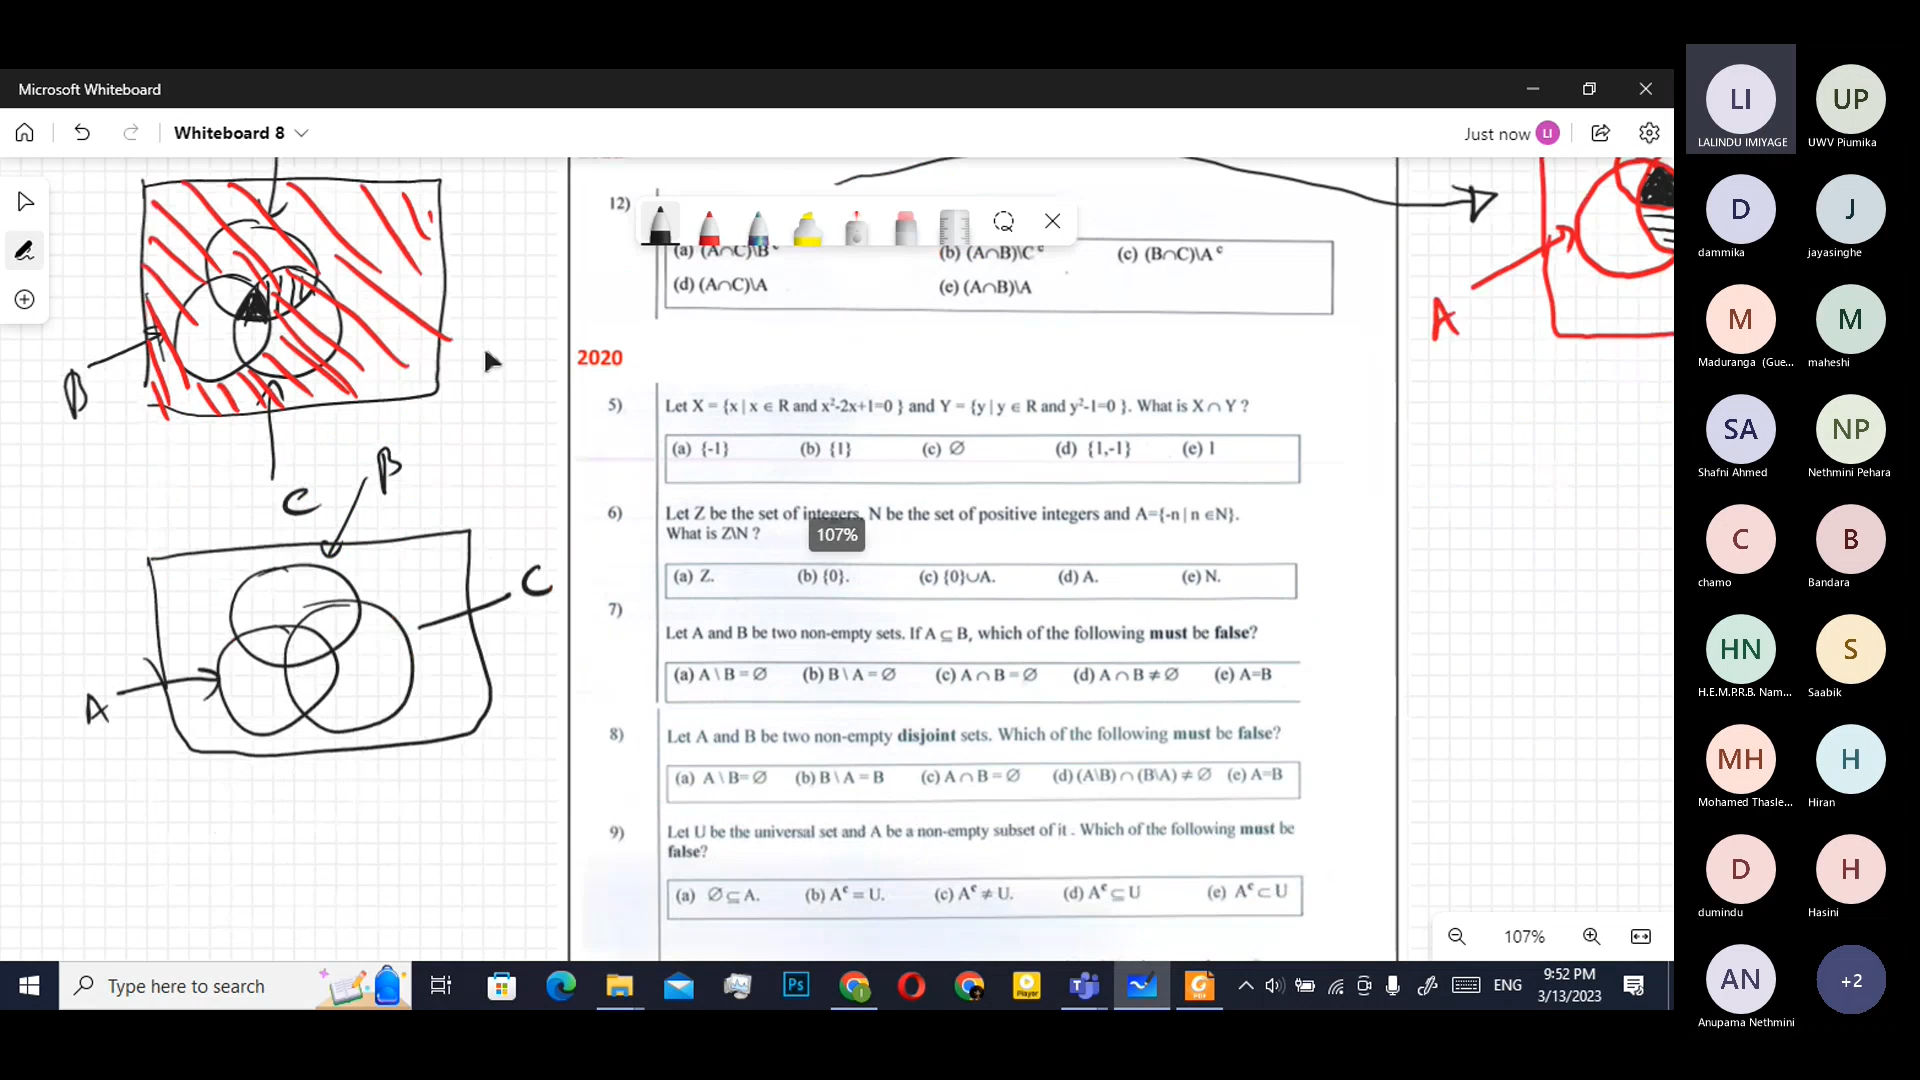 Microsoft Whiteboard
Whiteboard 8
Just now LI
12)
(a) (A∩C)\B ᶜ
(b) (A∩B)\C ᶜ
(c) (B∩C)\A ᶜ
(d) (A∩C)\A
(e) (A∩B)\A
2020
5) Let X = {x | x ∈ R and x²-2x+1=0 } and Y = {y | y ∈ R and y²-1=0 }. What is X ∩ Y ?
(a) {-1} (b) {1} (c) ∅ (d) {1,-1} (e) 1
6) Let Z be the set of integers, N be the set of positive integers and A={-n | n ∈N}.
What is Z\N ?
107%
(a) Z. (b) {0}. (c) {0}∪A. (d) A. (e) N.
7)
Let A and B be two non-empty sets. If A ⊆ B, which of the following must be false?
(a) A \ B = ∅ (b) B \ A = ∅ (c) A ∩ B = ∅ (d) A ∩ B ≠ ∅ (e) A=B
8) Let A and B be two non-empty disjoint sets. Which of the following must be false?
(a) A \ B= ∅ (b) B \ A = B (c) A ∩ B = ∅ (d) (A\B) ∩ (B\A) ≠ ∅ (e) A=B
9) Let U be the universal set and A be a non-empty subset of it . Which of the following must be
false?
(a) ∅ ⊆ A. (b) Aᶜ = U. (c) Aᶜ ≠ U. (d) Aᶜ ⊆ U (e) Aᶜ ⊂ U
B
C
B
C
A
A
107%
Type here to search
Ps
Player
PDF
ENG
9:52 PM
3/13/2023
LI
LALINDU IMIYAGE
UP
UWV Piumika
D
dammika
J
jayasinghe
M
Maduranga (Gue...
M
maheshi
SA
Shafni Ahmed
NP
Nethmini Pehara
C
chamo
B
Bandara
HN
H.E.M.P.R.B. Nam...
S
Saabik
MH
Mohamed Thasle...
H
Hiran
D
dumindu
H
Hasini
AN
Anupama Nethmini
+2